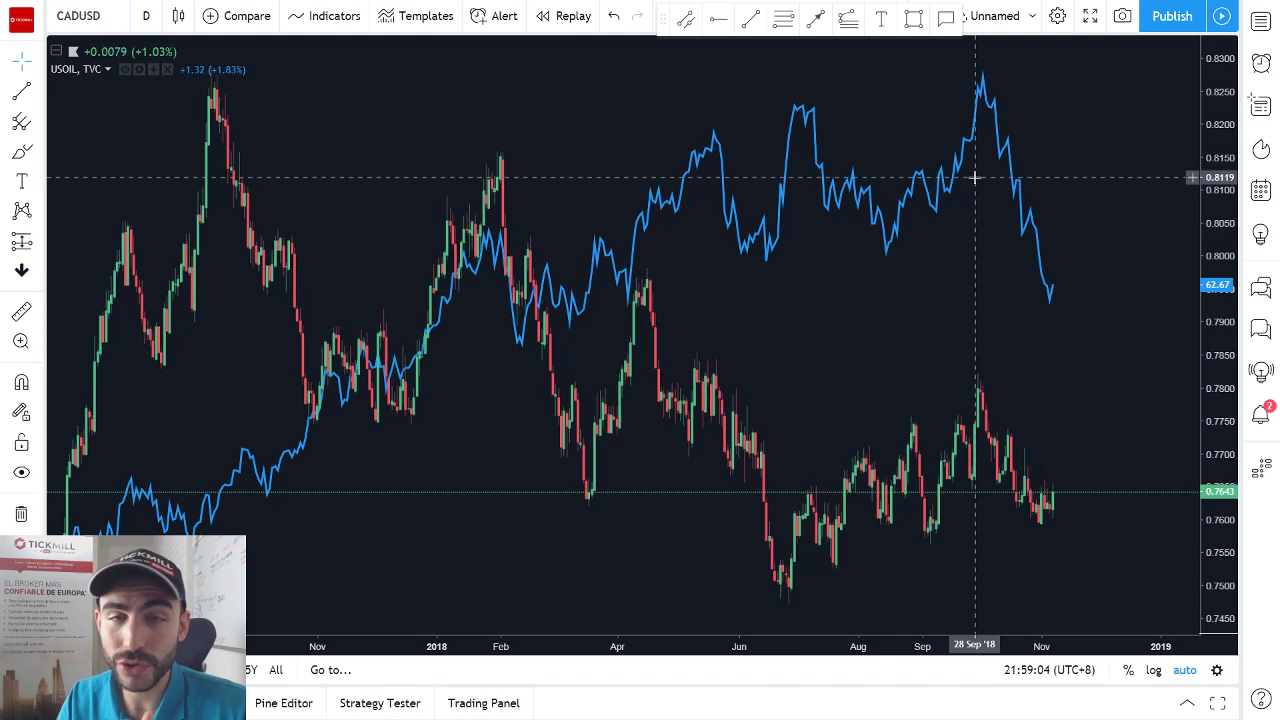 TICKMILL
CADUSD
D
Compare
Indicators
Templates
Alert
Replay
Unnamed
Publish
+0.0079 (+1.03%)
USOIL, TVC
+1.32 (+1.83%)
0.8300
0.8250
0.8200
0.8150
0.8119
0.8100
0.8050
0.8000
62.67
0.7900
0.7850
0.7800
0.7750
0.7700
0.7643
0.7600
0.7550
0.7500
0.7450
2
TICKMILL
EL BROKER MÁS
CONFIABLE DE EUROPA
TICKMILL
Nov
2018
Feb
Apr
Jun
Aug
Sep
28 Sep '18
Nov
2019
5Y
All
Go to...
21:59:04 (UTC+8)
%
log
auto
Pine Editor
Strategy Tester
Trading Panel